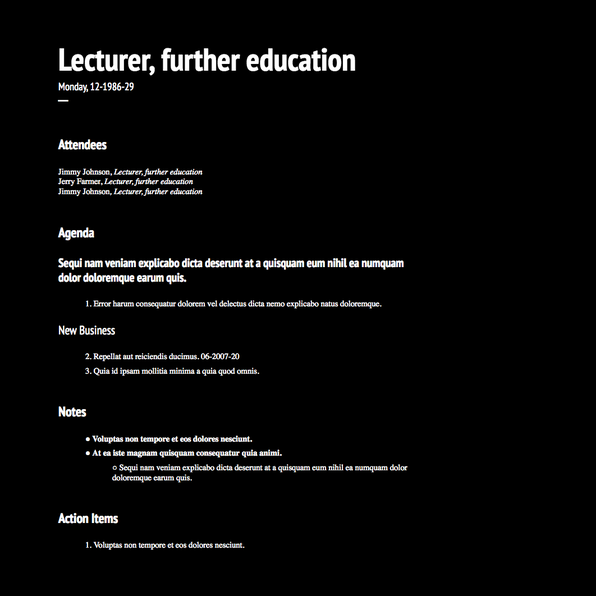 Lecturer, further education
Monday, 12-1986-29
Attendees
Jimmy Johnson, Lecturer, further education
Jerry Farmer, Lecturer, further education
Jimmy Johnson, Lecturer, further education
Agenda
Sequi nam veniam explicabo dicta deserunt at a quisquam eum nihil ea numquam
dolor doloremque earum quis.
1. Error harum consequatur dolorem vel delectus dicta nemo explicabo natus doloremque.
New Business
2. Repellat aut reiciendis ducimus. 06-2007-20
3. Quia id ipsam mollitia minima a quia quod omnis.
Notes
● Voluptas non tempore et eos dolores nesciunt.
● At ea iste magnam quisquam consequatur quia animi.
○ Sequi nam veniam explicabo dicta deserunt at a quisquam eum nihil ea numquam dolor
doloremque earum quis.
Action Items
1. Voluptas non tempore et eos dolores nesciunt.